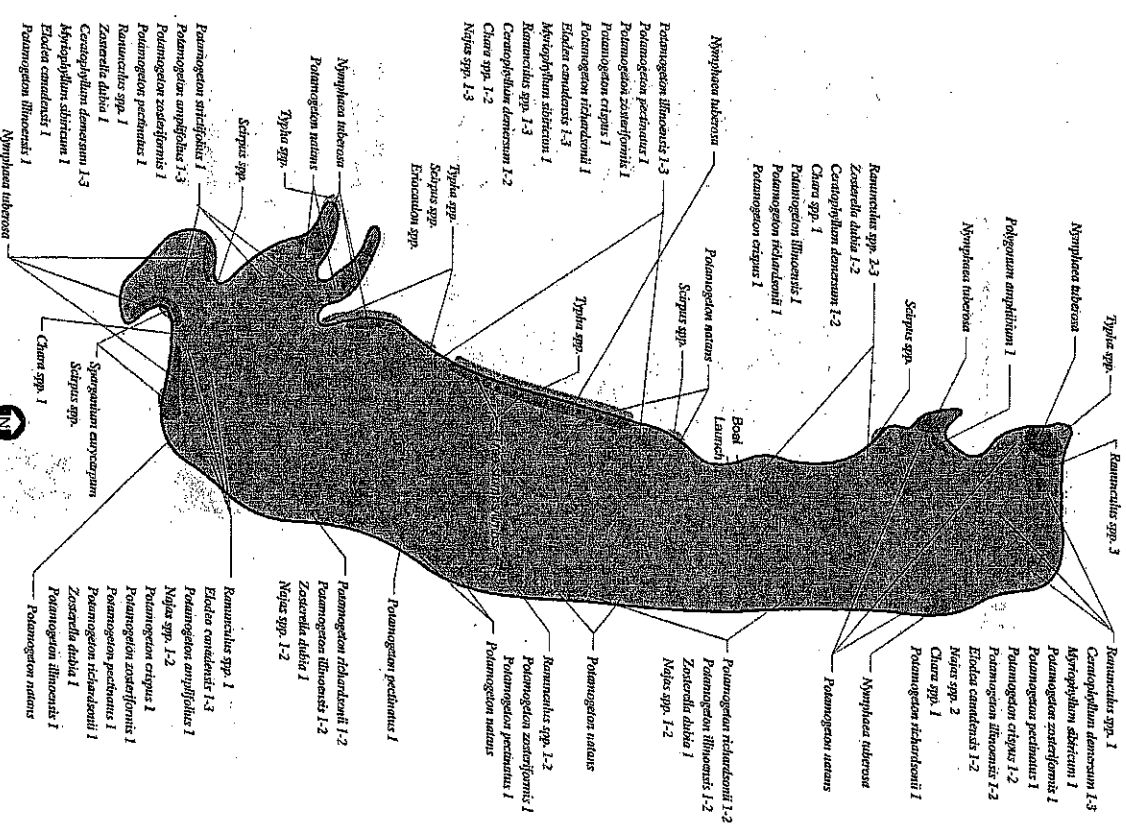 Ranunculus spp. 3
Typha spp.
Nymphaea tuberosa
Polygonum amphibium 1
Nymphaea tuberosa
Scirpus spp.
Ranunculus spp. 2-3
Zosterella dubia 1-2
Ceratophyllum demersum 1-2
Chara spp. 1
Potamogeton illinoensis 1
Potamogeton richardsonii 1
Potamogeton crispus 1
Boat
Launch
Potamogeton natans
Scirpus spp.
Typha spp.
Nymphaea tuberosa
Potamogeton illinoensis 1-3
Potamogeton pectinatus 1
Potamogeton zosteriformis 1
Potamogeton crispus 1
Potamogeton richardsonii 1
Elodea canadensis 1-3
Myriophyllum sibiricum 1
Ranunculus spp. 1-3
Ceratophyllum demersum 1-2
Chara spp. 1-2
Najas spp. 1-3
Typha spp.
Scirpus spp.
Eriocaulon spp.
Nymphaea tuberosa
Potamogeton natans
Typha spp.
Scirpus spp.
Potamogeton strictifolius 1
Potamogeton amplifolius 1-3
Potamogeton zosteriformis 1
Potamogeton pectinatus 1
Ranunculus spp. 1
Zosterella dubia 1
Ceratophyllum demersum 1-3
Myriophyllum sibiricum 1
Elodea canadensis 1
Potamogeton illinoensis 1
Nymphaea tuberosa
Chara spp. 1
Sparganium eurycarpum
Scirpus spp.
N
Ranunculus spp. 1
Ceratophyllum demersum 1-3
Myriophyllum sibiricum 1
Potamogeton zosteriformis 1
Potamogeton pectinatus 1
Potamogeton crispus 1-2
Potamogeton illinoensis 1-2
Elodea canadensis 1-2
Najas spp. 2
Chara spp. 1
Potamogeton richardsonii 1
Nymphaea tuberosa
Potamogeton natans
Potamogeton richardsonii 1-2
Potamogeton illinoensis 1-2
Zosterella dubia 1
Najas spp. 1-2
Potamogeton natans
Ranunculus spp. 1-2
Potamogeton zosteriformis 1
Potamogeton pectinatus 1
Potamogeton natans
Potamogeton pectinatus 1
Potamogeton richardsonii 1-2
Potamogeton illinoensis 1-2
Zosterella dubia 1
Najas spp. 1-2
Ranunculus spp. 1
Elodea canadensis 1-3
Potamogeton amplifolius 1
Najas spp. 1-2
Potamogeton crispus 1
Potamogeton zosteriformis 1
Potamogeton pectinatus 1
Potamogeton richardsonii 1
Zosterella dubia 1
Potamogeton illinoensis 1
Potamogeton natans